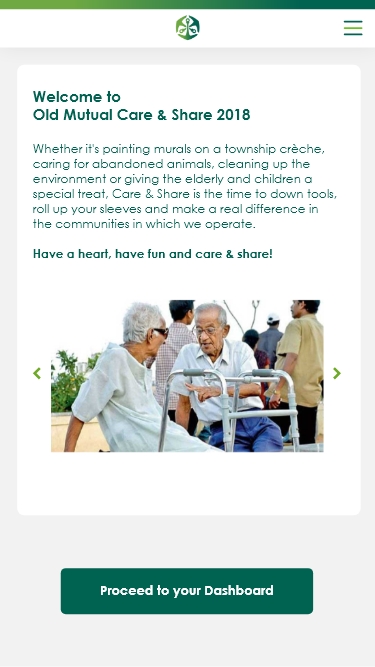 Welcome to
Old Mutual Care & Share 2018
Whether it's painting murals on a township crèche,
caring for abandoned animals, cleaning up the
environment or giving the elderly and children a
special treat, Care & Share is the time to down tools,
roll up your sleeves and make a real difference in
the communities in which we operate.
Have a heart, have fun and care & share!
Proceed to your Dashboard